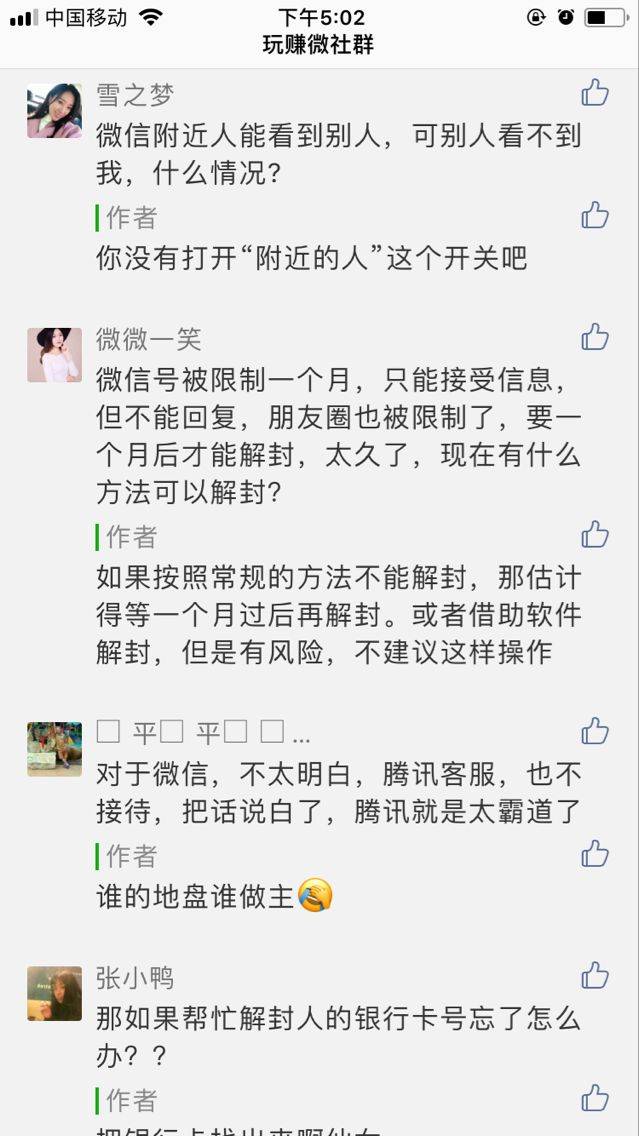 中国移动
下午5:02
玩赚微社群
雪之梦
微信附近人能看到别人，可别人看不到
我，什么情况?
作者
你没有打开“附近的人”这个开关吧
微微一笑
微信号被限制一个月，只能接受信息，
但不能回复，朋友圈也被限制了，要一
个月后才能解封，太久了，现在有什么
方法可以解封?
作者
如果按照常规的方法不能解封，那估计
得等一个月过后再解封。或者借助软件
解封，但是有风险，不建议这样操作
平 平 ...
对于微信，不太明白，腾讯客服，也不
接待，把话说白了，腾讯就是太霸道了
作者
谁的地盘谁做主🤦
张小鸭
那如果帮忙解封人的银行卡号忘了怎么
办？？
作者